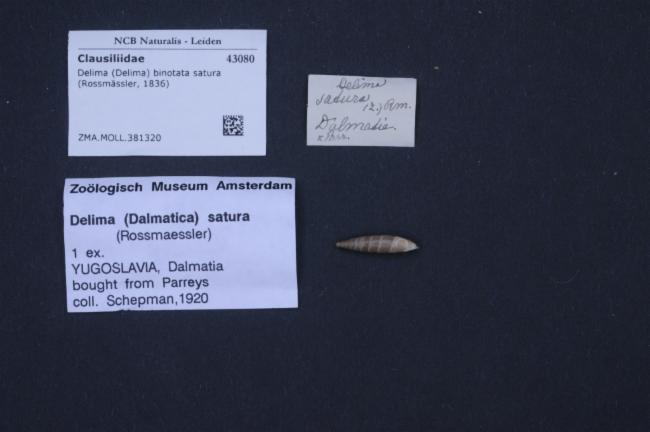 NCB Naturalis - Leiden
Clausiliidae 43080
Delima (Delima) binotata satura
(Rossmässler, 1836)
ZMA.MOLL.381320
Delima
satura (Z.) Rm.
Dalmatie.
Zoölogisch Museum Amsterdam
Delima (Dalmatica) satura
(Rossmaessler)
1 ex.
YUGOSLAVIA, Dalmatia
bought from Parreys
coll. Schepman,1920